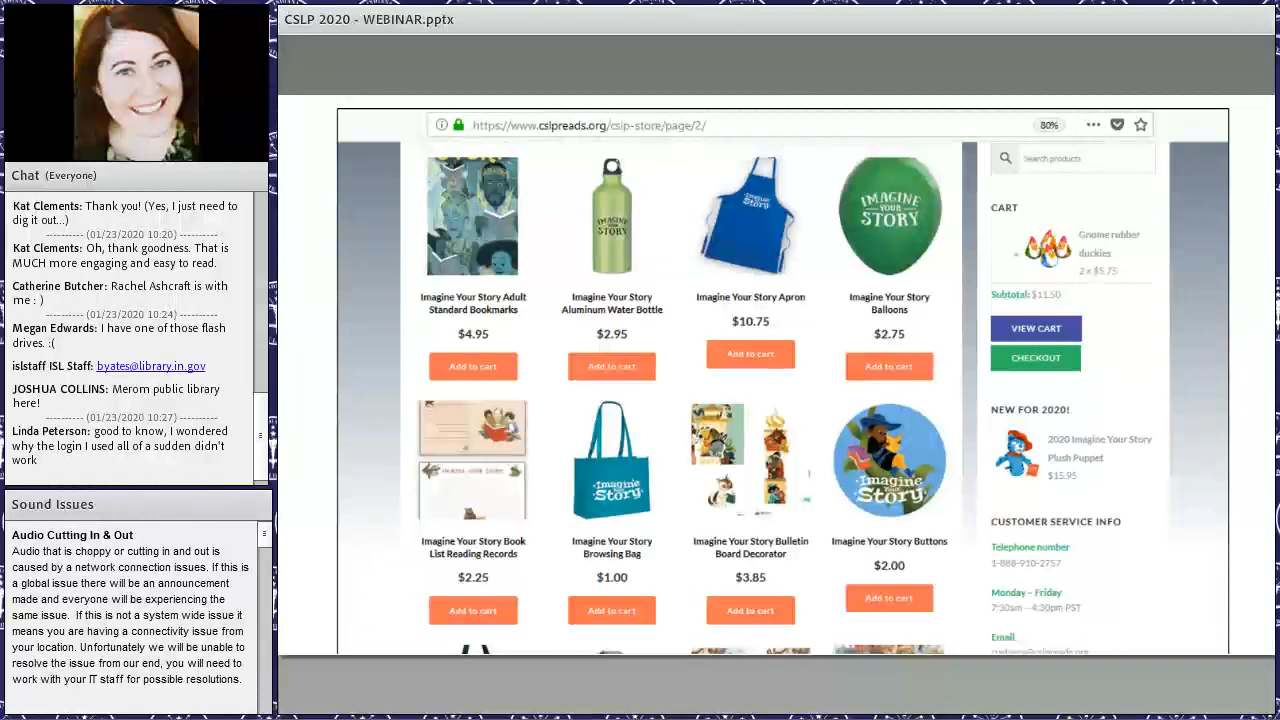 CSLP 2020 - WEBINAR.pptx
Chat (Everyone)
Kat Clements: Thank you! (Yes, I just need to
dig it out...)
---------- (01/23/2020 10:20) ----------
Kat Clements: Oh, thank goodness. That is
MUCH more engaging and easy to read.
Catherine Butcher: Rachel Ashcraft is with
me : )
---------- (01/23/2020 10:24) ----------
Megan Edwards: I have one of those flash
drives. :(
islstaff ISL Staff: byates@library.in.gov
JOSHUA COLLINS: Merom public library
here!
---------- (01/23/2020 10:27) ----------
Linda Peterson: good to know, I wondered
why the login I used all of a sudden didn't
work
Sound Issues
Audio Cutting In & Out
Audio that is choppy or cutting in and out is
caused by a network connection issues. If this is
a global issue there will be an announcement
made and everyone will be experiencing the
same issue. If this is not a system wide issue it
means you are having a connectivity issue from
your location. Unfortunately we will be unable to
resolve the issue from our end, you will need to
work with your IT staff for possible resolutions.
https://www.cslpreads.org/cslp-store/page/2/
80%
IMAGINE
YOUR
STORY
Imagine
Story
IMAGINE
YOUR
STORY
Imagine Your Story Adult
Standard Bookmarks
$4.95
Add to cart
Imagine Your Story
Aluminum Water Bottle
$2.95
Add to cart
Imagine Your Story Apron
$10.75
Add to cart
Imagine Your Story
Balloons
$2.75
Add to cart
Imagine
Story
Imagine
Your
Story
Imagine Your Story Book
List Reading Records
$2.25
Add to cart
Imagine Your Story
Browsing Bag
$1.00
Add to cart
Imagine Your Story Bulletin
Board Decorator
$3.85
Add to cart
Imagine Your Story Buttons
$2.00
Add to cart
Search products
CART
Gnome rubber
duckies
2 x $5.75
Subtotal: $11.50
VIEW CART
CHECKOUT
NEW FOR 2020!
2020 Imagine Your Story
Plush Puppet
$15.95
CUSTOMER SERVICE INFO
Telephone number
1-888-910-2757
Monday – Friday
7:30am – 4:30pm PST
Email